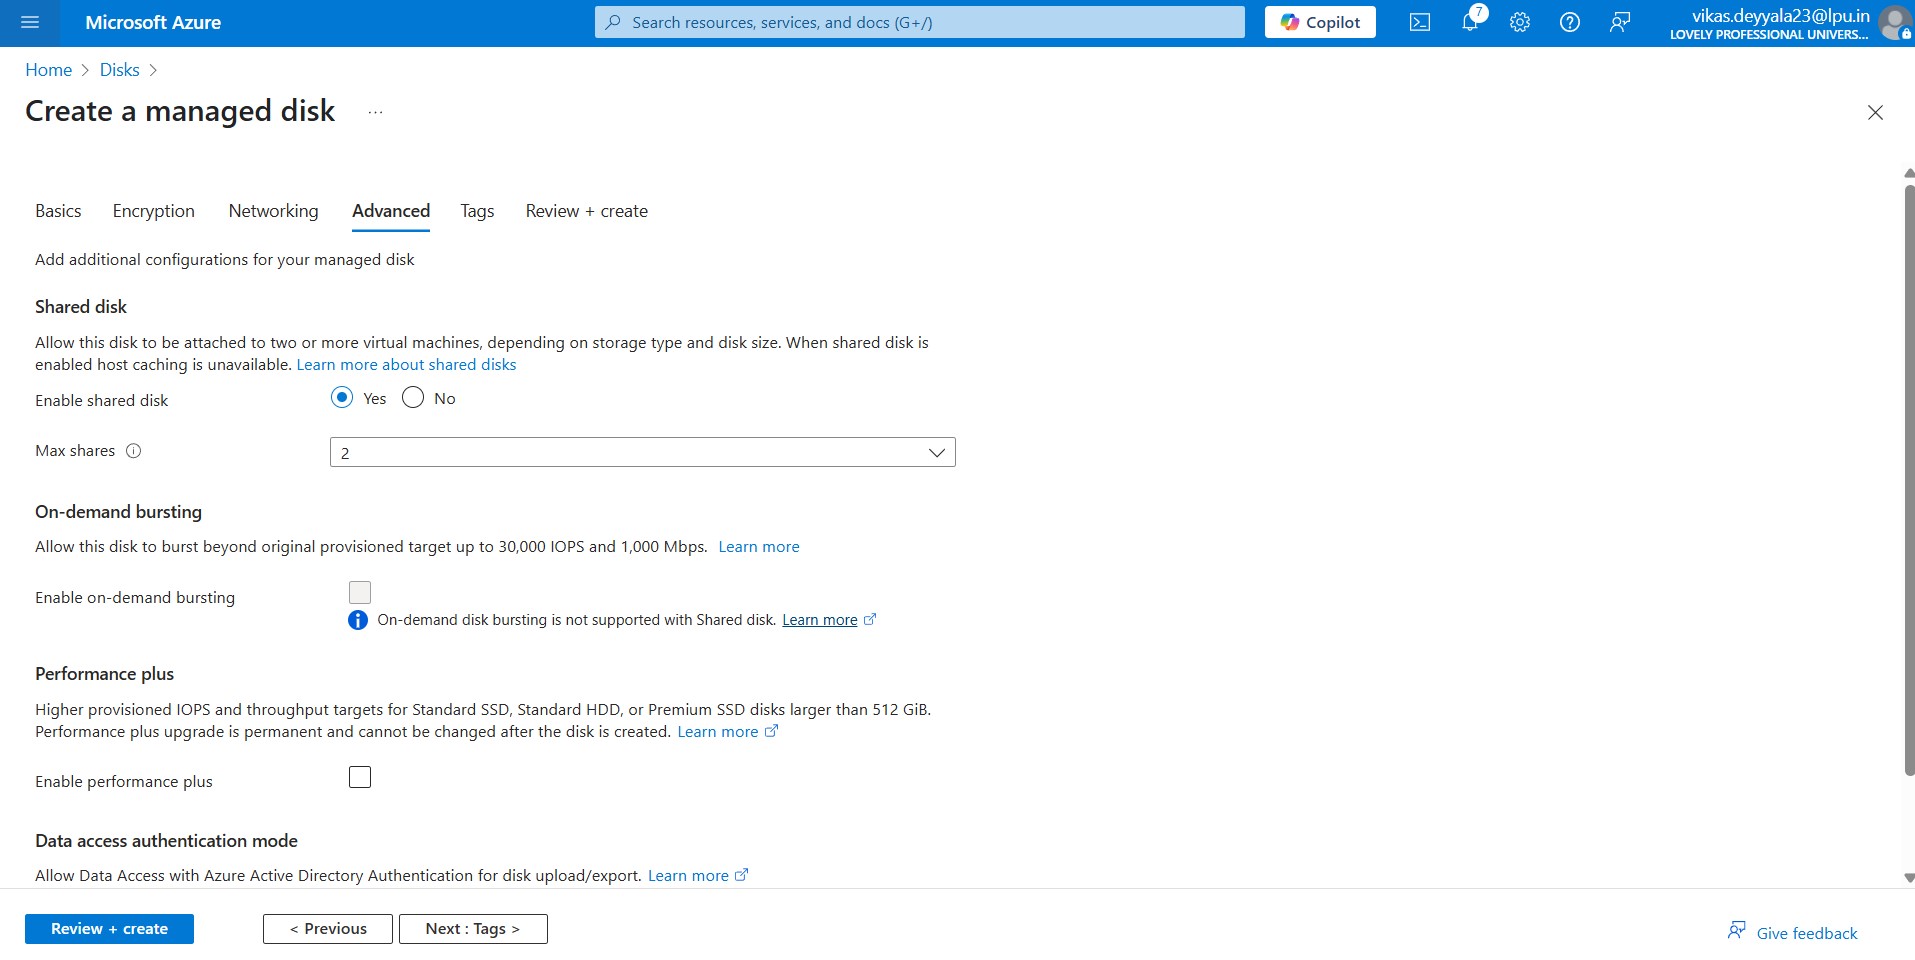 Microsoft Azure
Search resources, services, and docs (G+/)
Copilot
7
vikas.deyyala23@lpu.in
LOVELY PROFESSIONAL UNIVERS...
Home > Disks >
Create a managed disk ...
Basics Encryption Networking Advanced Tags Review + create
Add additional configurations for your managed disk
Shared disk
Allow this disk to be attached to two or more virtual machines, depending on storage type and disk size. When shared disk is
enabled host caching is unavailable. Learn more about shared disks
Enable shared disk Yes No
Max shares 2
On-demand bursting
Allow this disk to burst beyond original provisioned target up to 30,000 IOPS and 1,000 Mbps. Learn more
Enable on-demand bursting
On-demand disk bursting is not supported with Shared disk. Learn more
Performance plus
Higher provisioned IOPS and throughput targets for Standard SSD, Standard HDD, or Premium SSD disks larger than 512 GiB.
Performance plus upgrade is permanent and cannot be changed after the disk is created. Learn more
Enable performance plus
Data access authentication mode
Allow Data Access with Azure Active Directory Authentication for disk upload/export. Learn more
Review + create < Previous Next : Tags > Give feedback